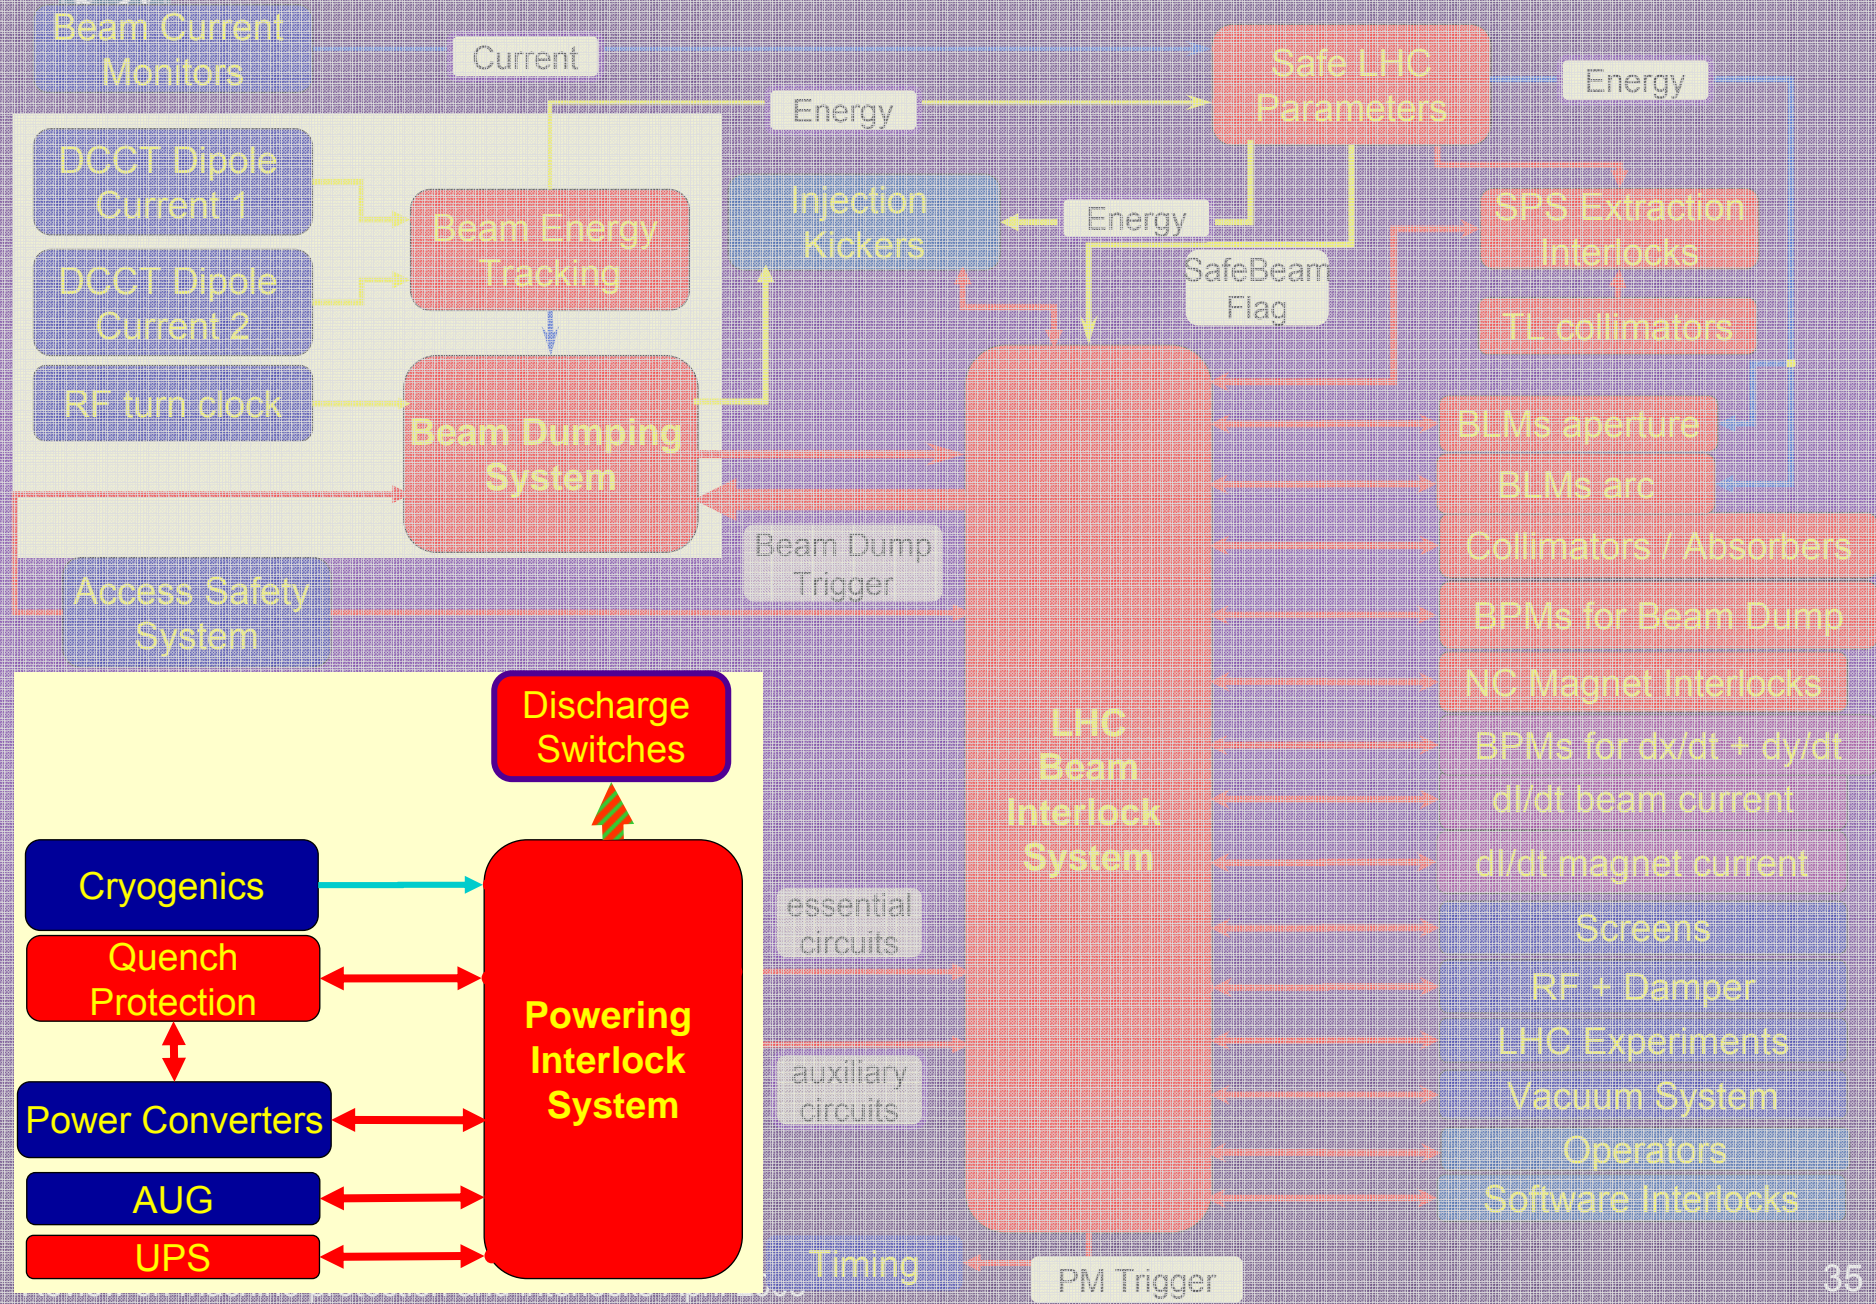 Beam Current
Monitors
Current
Energy
Safe LHC
Parameters
Energy
DCCT Dipole
Current 1
Beam Energy
Tracking
Injection
Kickers
Energy
SPS Extraction
Interlocks
DCCT Dipole
Current 2
SafeBeam
Flag
TL collimators
RF turn clock
Beam Dumping
System
BLMs aperture
BLMs arc
Beam Dump
Trigger
Collimators / Absorbers
Access Safety
System
BPMs for Beam Dump
NC Magnet Interlocks
Discharge
Switches
LHC
Beam
Interlock
System
BPMs for dx/dt + dy/dt
dI/dt beam current
dI/dt magnet current
Cryogenics
essential
circuits
Screens
Quench
Protection
RF + Damper
Powering
Interlock
System
LHC Experiments
auxiliary
circuits
Vacuum System
Power Converters
Operators
AUG
Software Interlocks
UPS
Timing
PM Trigger
35